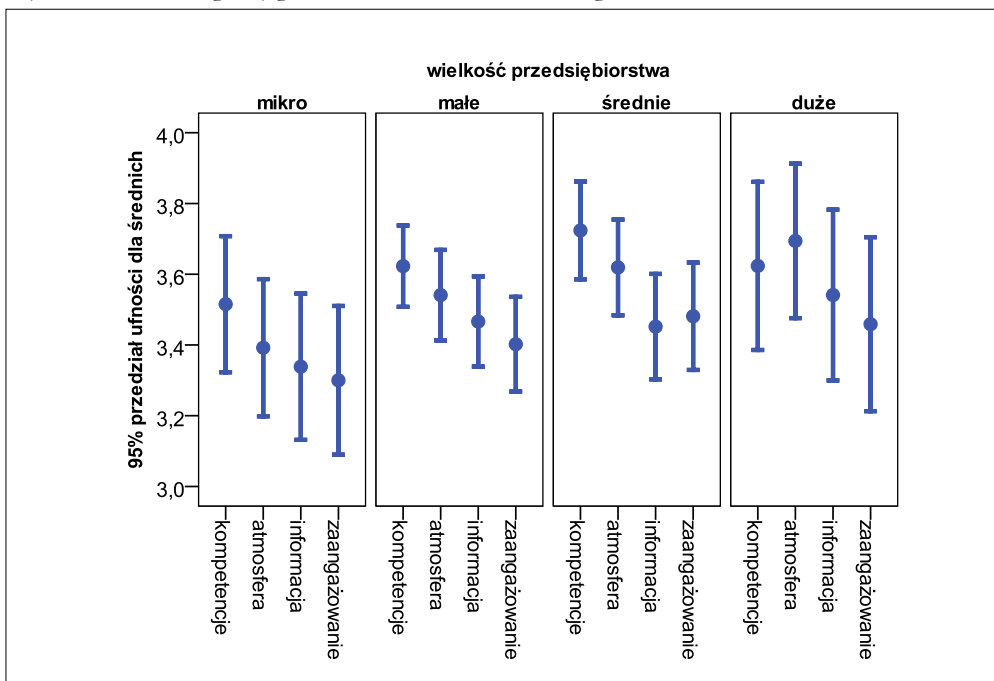 wielkość przedsiębiorstwa
mikro małe średnie duże
95% przedział ufności dla średnich
4,0
3,8
3,6
3,4
3,2
3,0
kompetencje atmosfera informacja zaangażowanie kompetencje atmosfera informacja zaangażowanie kompetencje atmosfera informacja zaangażowanie kompetencje atmosfera informacja zaangażowanie